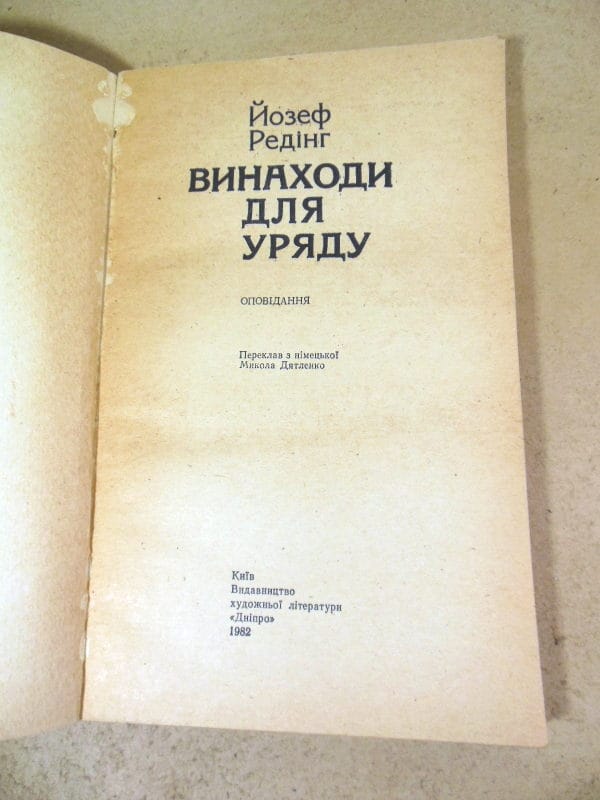 Йозеф
Редінг
ВИНАХОДИ
ДЛЯ
УРЯДУ
ОПОВІДАННЯ
Переклав з німецької
Микола Дятленко
Київ
Видавництво
художньої літератури
«Дніпро»
1982